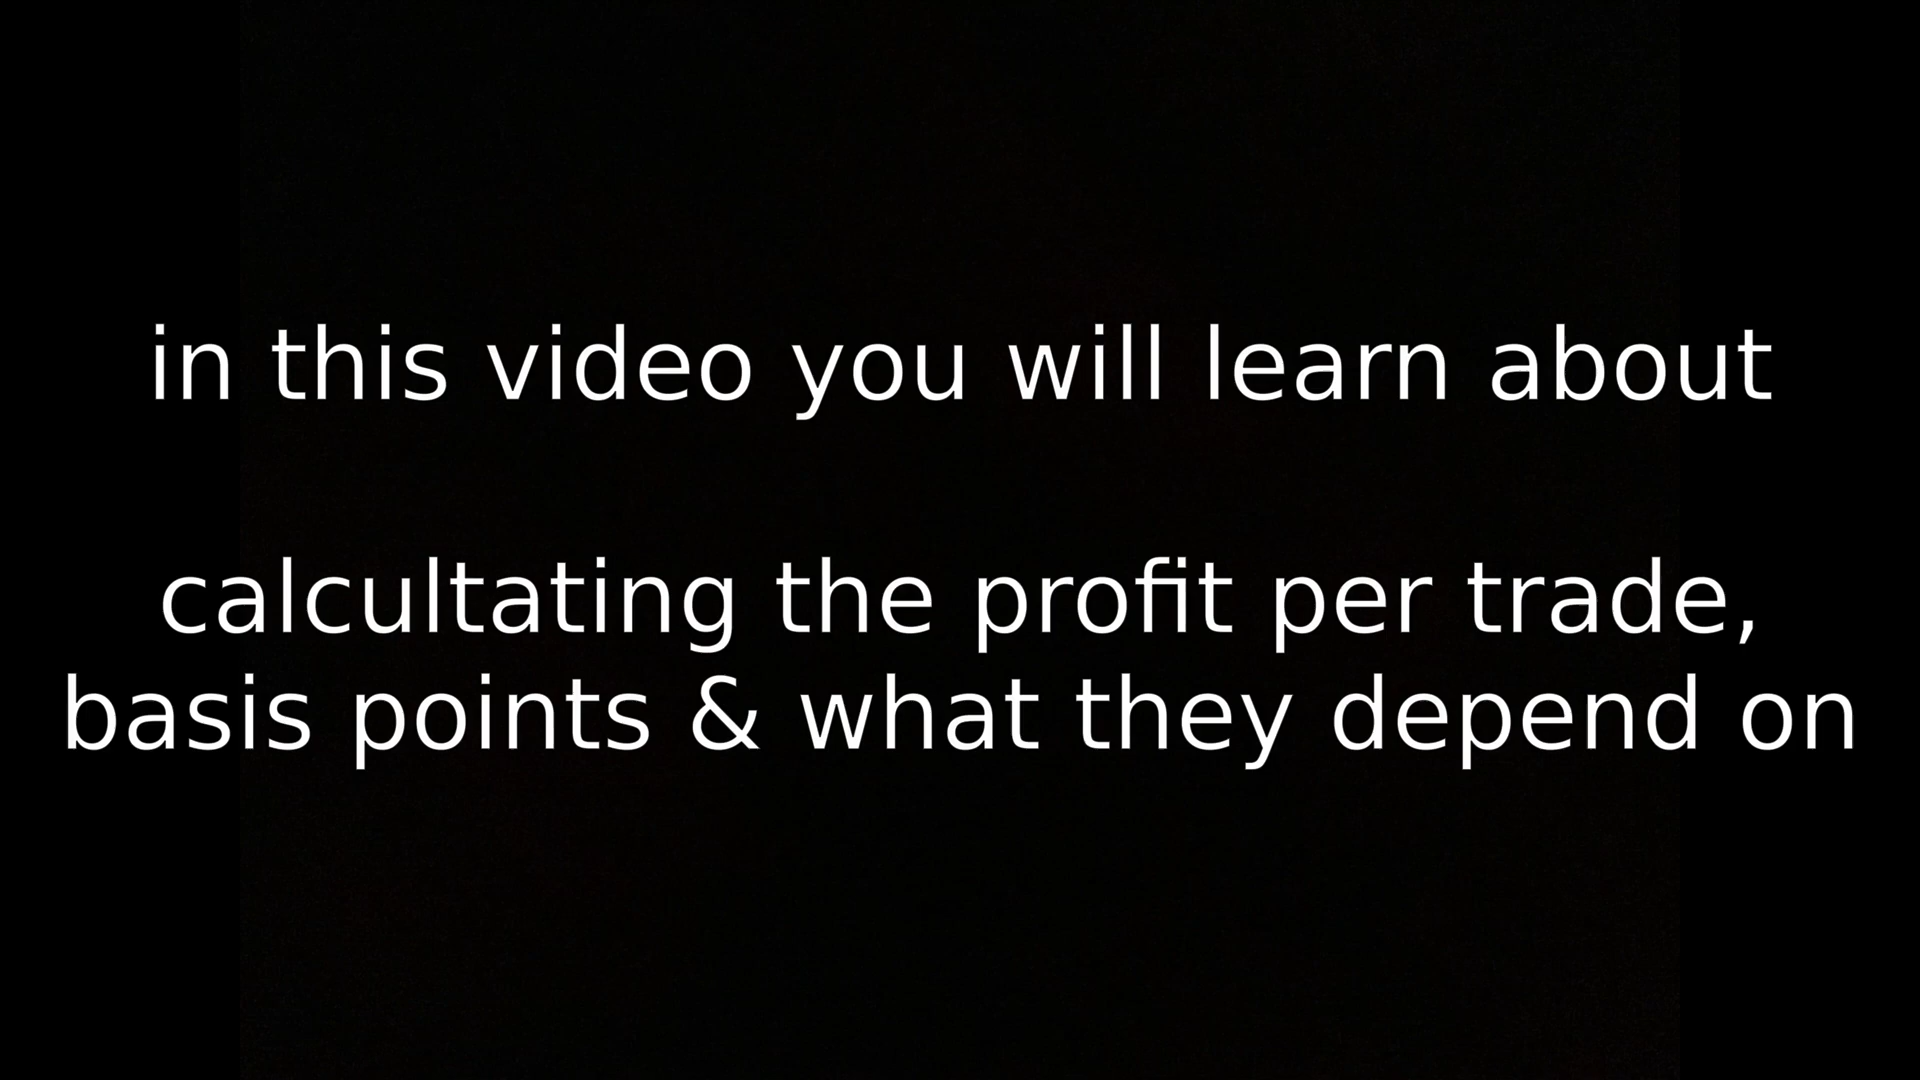 in this video you will learn about
calcultating the profit per trade,
basis points & what they depend on